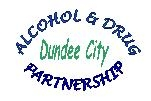 ALCOHOL & DRUG
Dundee City
PARTNERSHIP